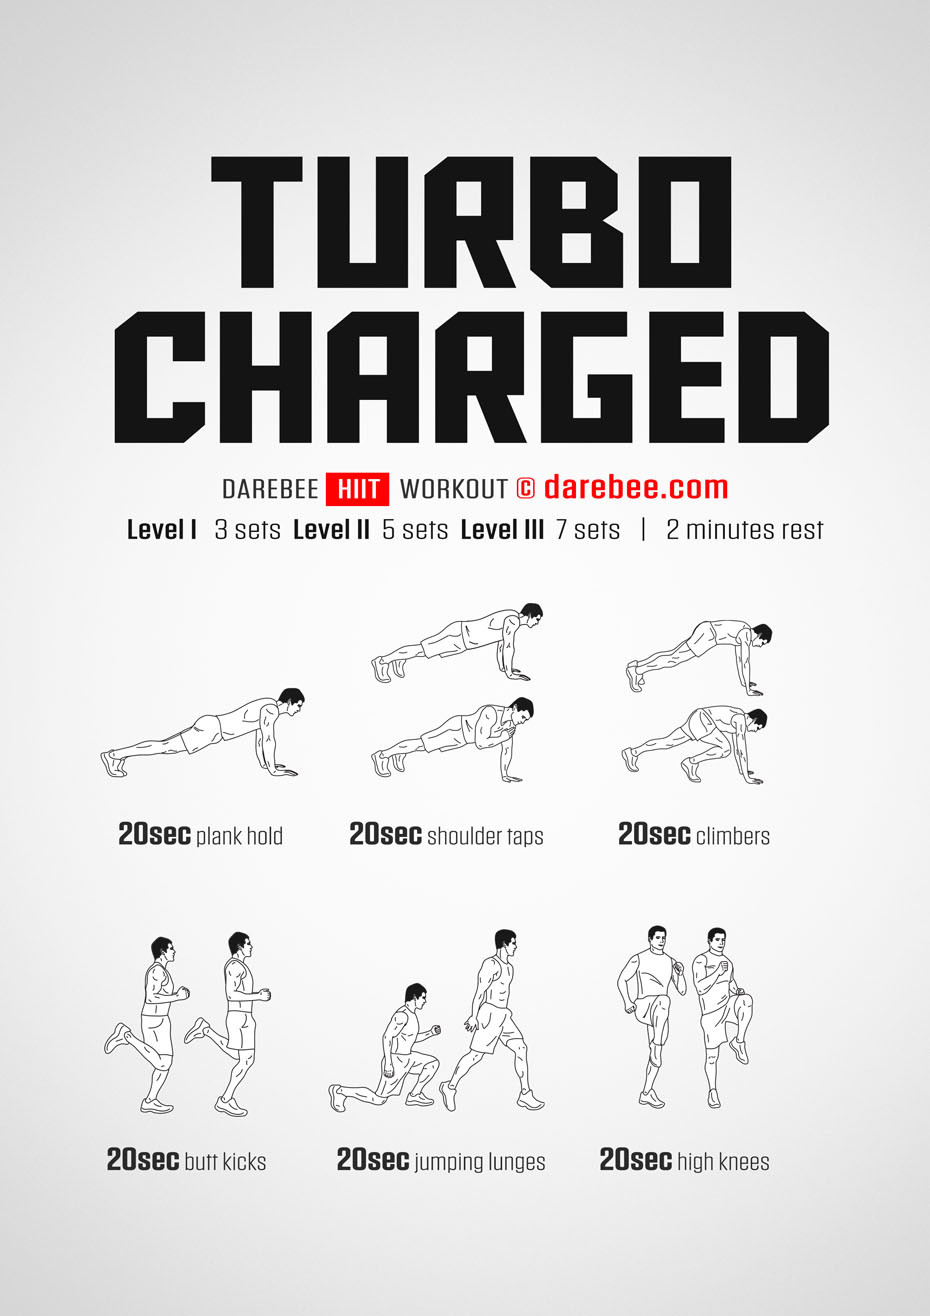 TURBO
CHARGED
DAREBEE HIIT WORKOUT © darebee.com
Level I 3 sets Level II 5 sets Level III 7 sets | 2 minutes rest
20sec plank hold
20sec shoulder taps
20sec climbers
20sec butt kicks
20sec jumping lunges
20sec high knees